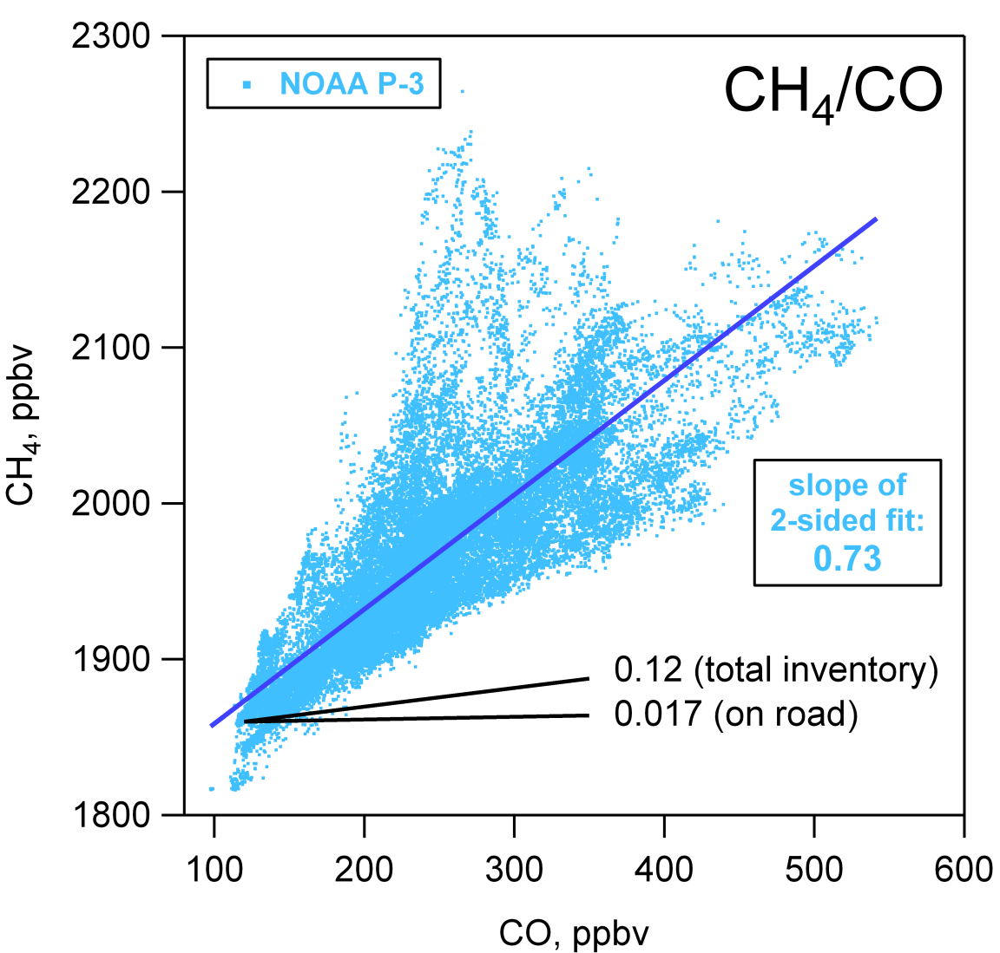 2300
2200
2100
2000
1900
1800
CH4, ppbv
NOAA P-3
CH4/CO
slope of
2-sided fit:
0.73
0.12 (total inventory)
0.017 (on road)
100 200 300 400 500 600
CO, ppbv